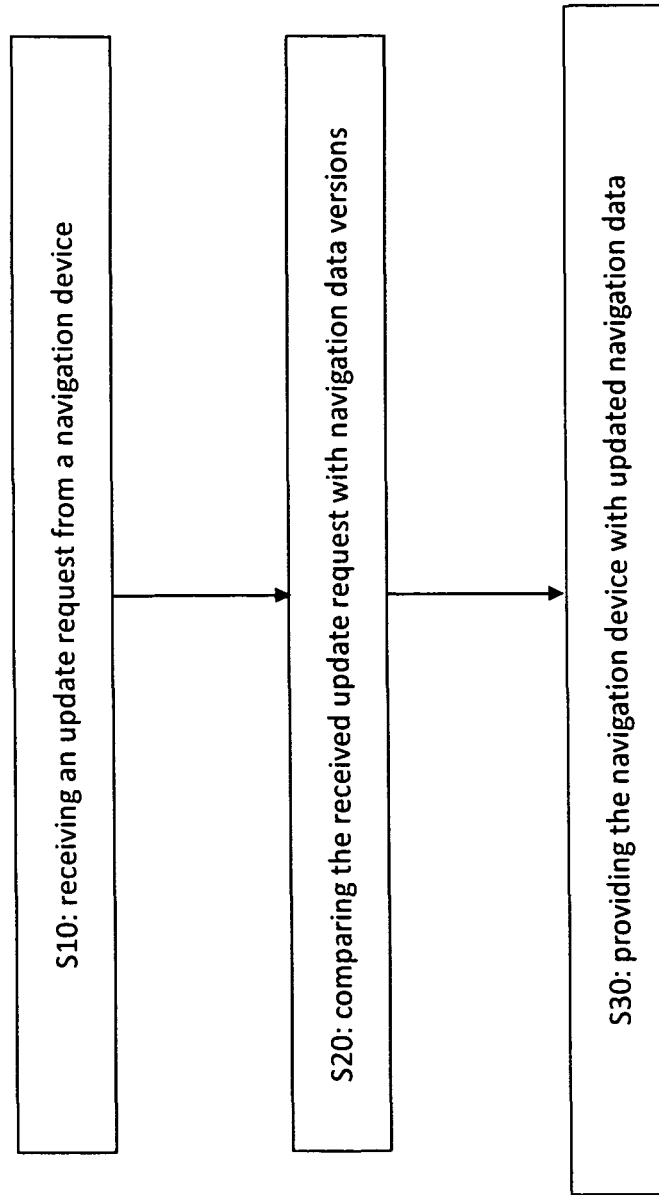 S10: receiving an update request from a navigation device
S20: comparing the received update request with navigation data versions
S30: providing the navigation device with updated navigation data